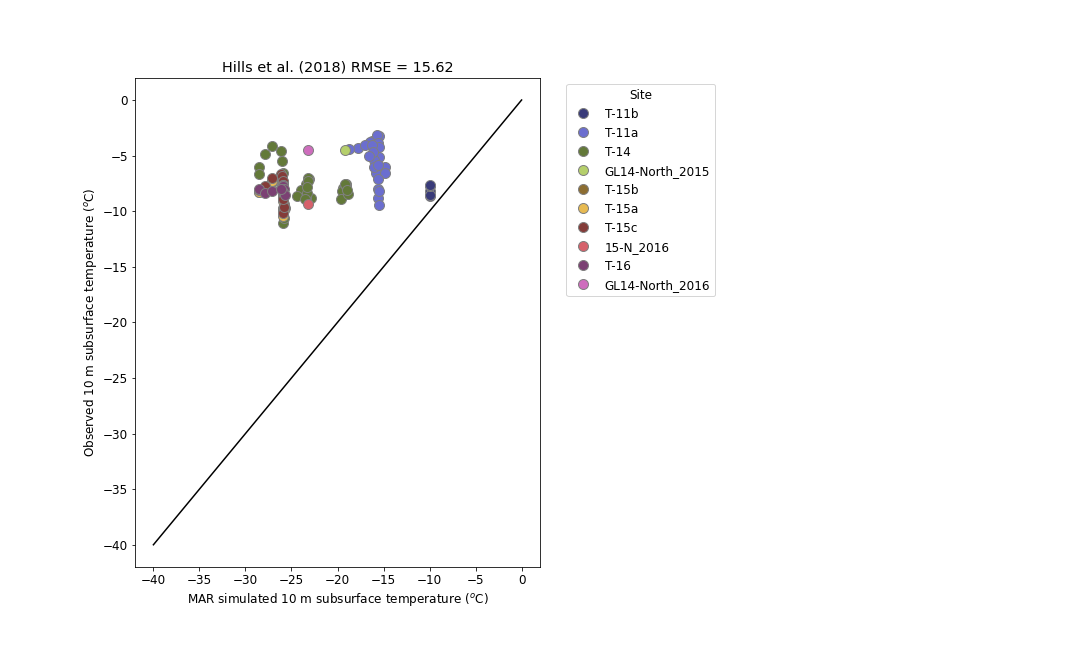 Hills et al. (2018) RMSE = 15.62
Observed 10 m subsurface temperature (°C)
0
−5
−10
−15
−20
−25
−30
−35
−40
−40 −35 −30 −25 −20 −15 −10 −5 0
MAR simulated 10 m subsurface temperature (°C)
Site
T-11b
T-11a
T-14
GL14-North_2015
T-15b
T-15a
T-15c
15-N_2016
T-16
GL14-North_2016